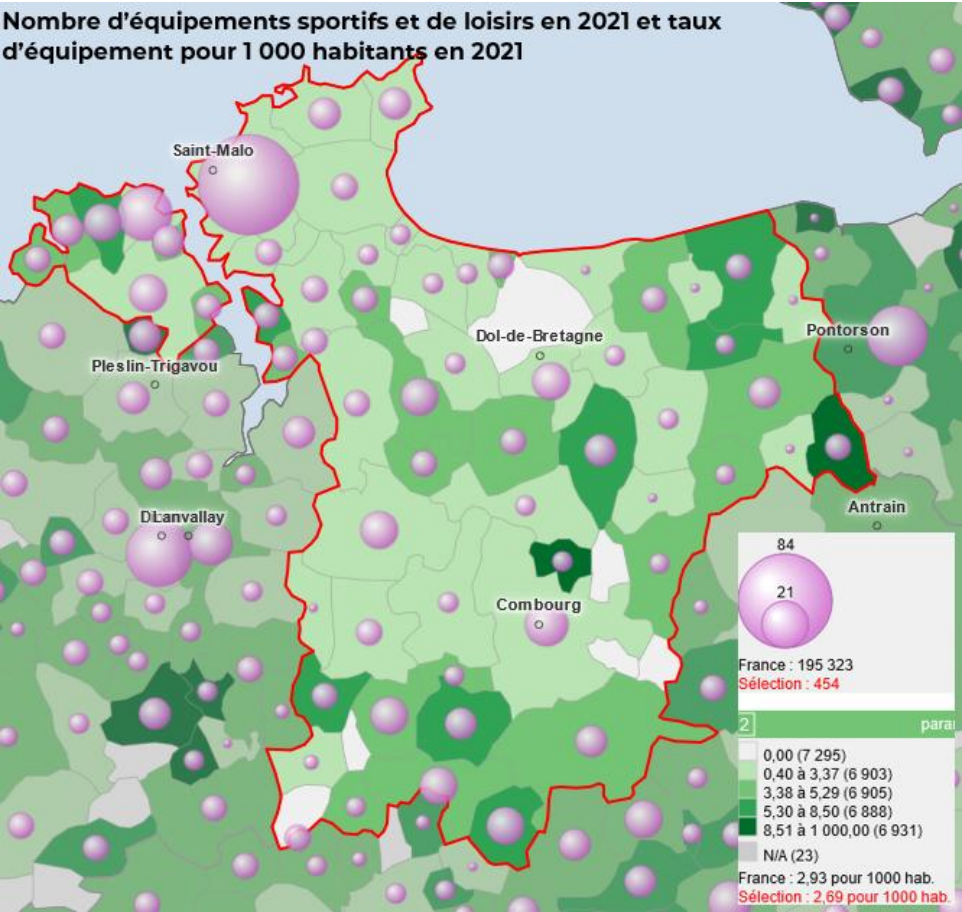 Nombre d’équipements sportifs et de loisirs en 2021 et taux
d’équipement pour 1 000 habitants en 2021
Saint-Malo
Dol-de-Bretagne
Pontorson
Pleslin-Trigavou
Lanvallay
Antrain
Combourg
84
21
France : 195 323
Sélection : 454
2 para
0,00 (7 295)
0,40 à 3,37 (6 903)
3,38 à 5,29 (6 905)
5,30 à 8,50 (6 888)
8,51 à 1 000,00 (6 931)
N/A (23)
France : 2,93 pour 1000 hab.
Sélection : 2,69 pour 1000 hab.